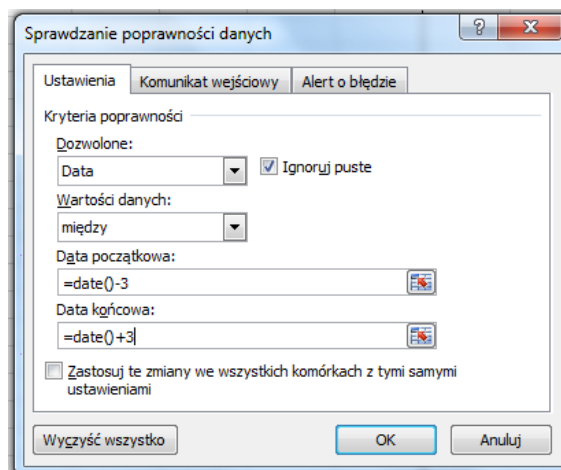 Sprawdzanie poprawności danych
Ustawienia
Komunikat wejściowy
Alert o błędzie
Kryteria poprawności
Dozwolone:
Data
Ignoruj puste
Wartości danych:
między
Data początkowa:
=date()-3
Data końcowa:
=date()+3
Zastosuj te zmiany we wszystkich komórkach z tymi samymi
ustawieniami
Wyczyść wszystko
OK
Anuluj